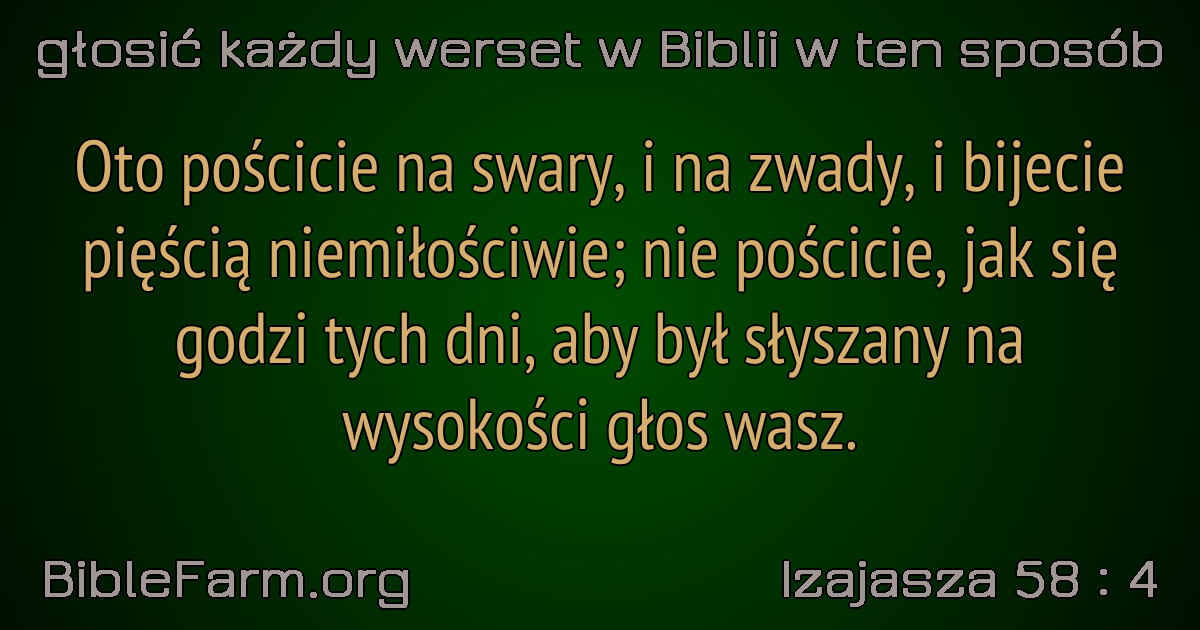 głosić każdy werset w Biblii w ten sposób
Oto pościcie na swary, i na zwady, i bijecie
pięścią niemiłościwie; nie pościcie, jak się
godzi tych dni, aby był słyszany na
wysokości głos wasz.
BibleFarm.org
Izajasza 58 : 4